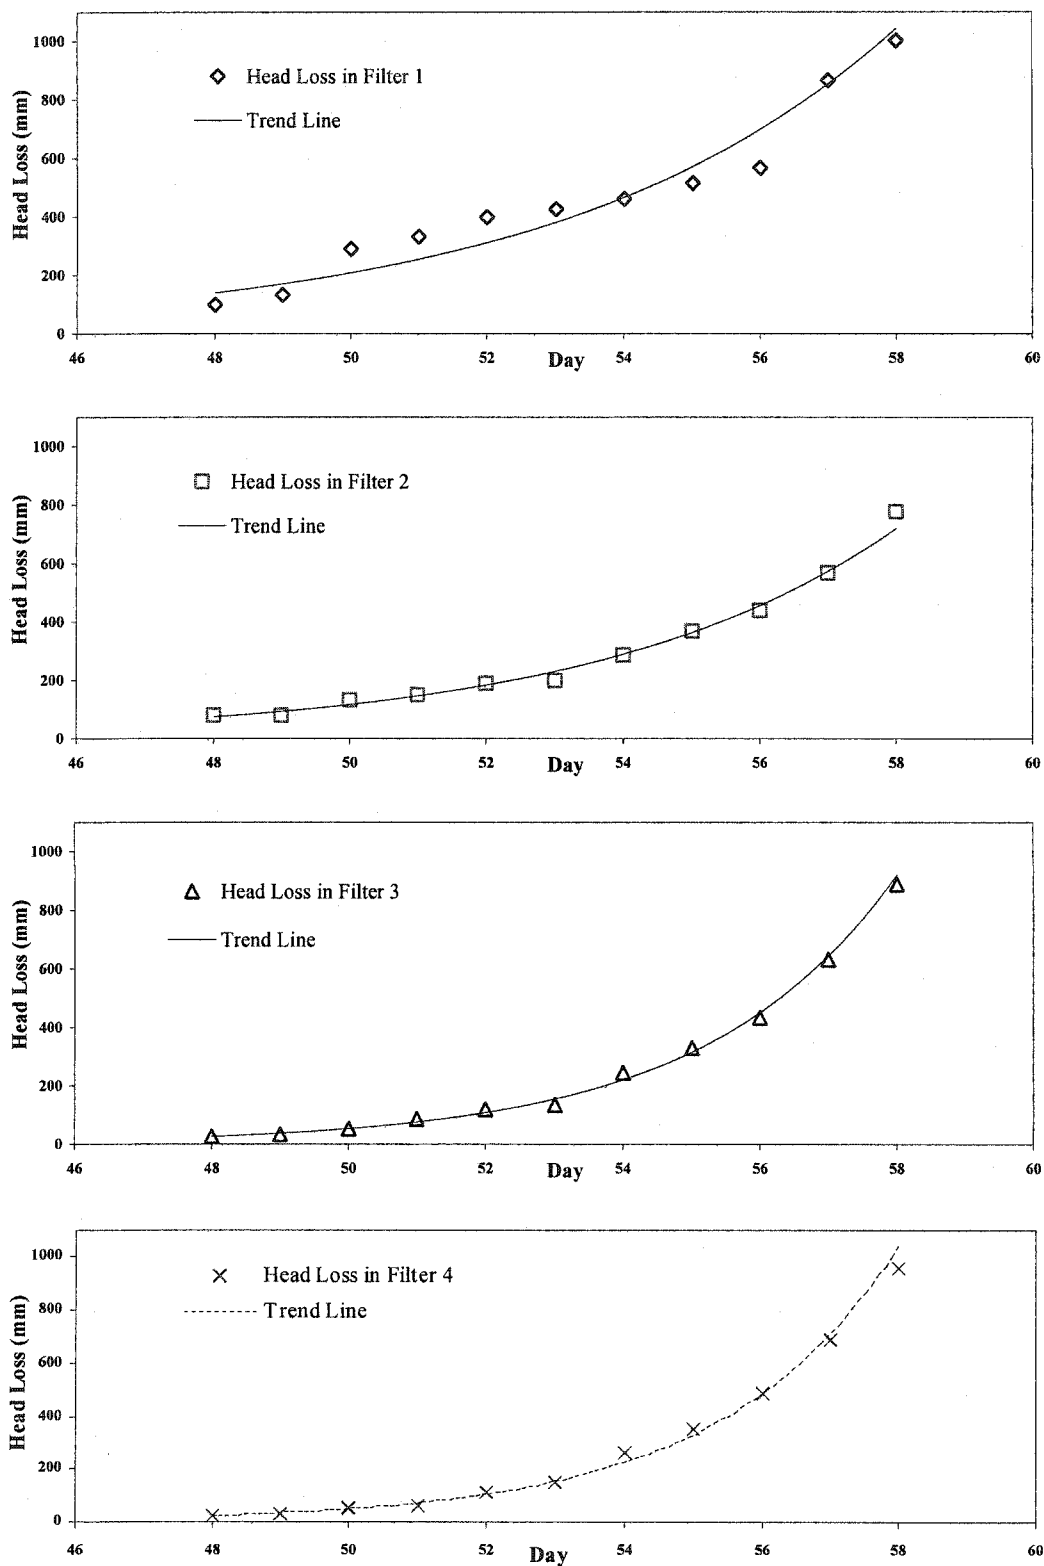 1000
800
600
400
200
0
Head Loss (mm)
Head Loss in Filter 1
Trend Line
46 48 50 52 54 56 58 60
Day
1000
800
600
400
200
0
Head Loss (mm)
Head Loss in Filter 2
Trend Line
46 48 50 52 54 56 58 60
Day
1000
800
600
400
200
0
Head Loss (mm)
Head Loss in Filter 3
Trend Line
46 48 50 52 54 56 58 60
Day
1000
800
600
400
200
0
Head Loss (mm)
Head Loss in Filter 4
Trend Line
46 48 50 52 54 56 58 60
Day